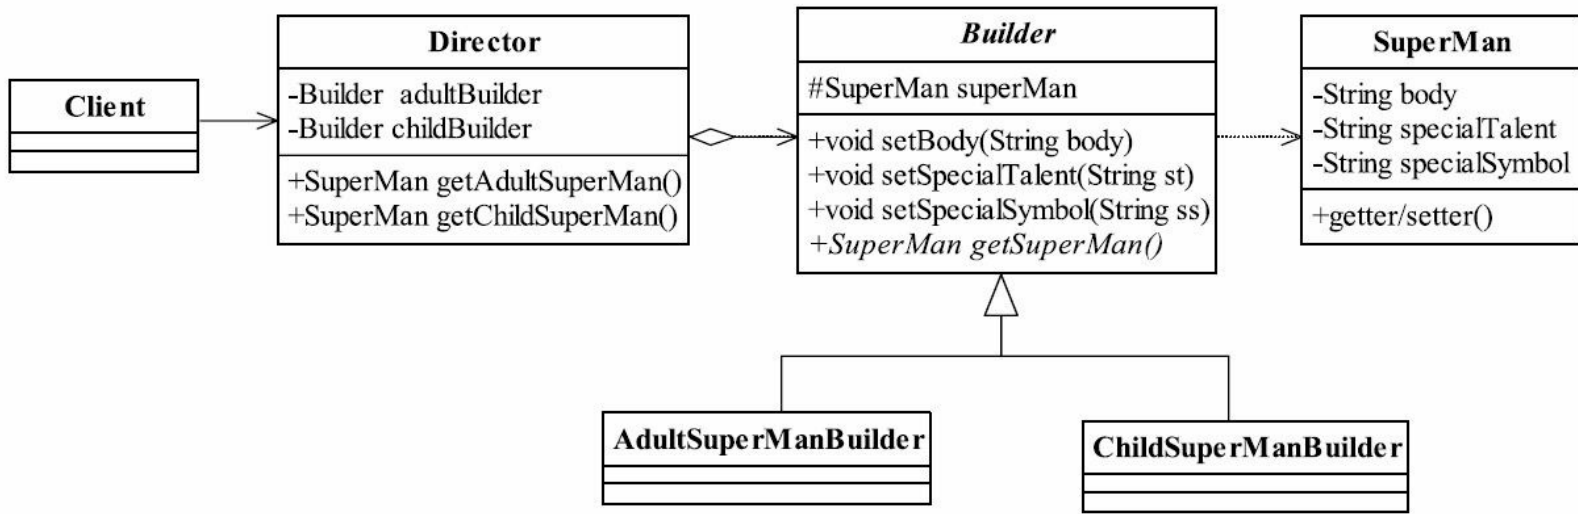 Client
Director
-Builder adultBuilder
-Builder childBuilder
+SuperMan getAdultSuperMan()
+SuperMan getChildSuperMan()
Builder
#SuperMan superMan
+void setBody(String body)
+void setSpecialTalent(String st)
+void setSpecialSymbol(String ss)
+SuperMan getSuperMan()
SuperMan
-String body
-String specialTalent
-String specialSymbol
+getter/setter()
AdultSuperManBuilder
ChildSuperManBuilder